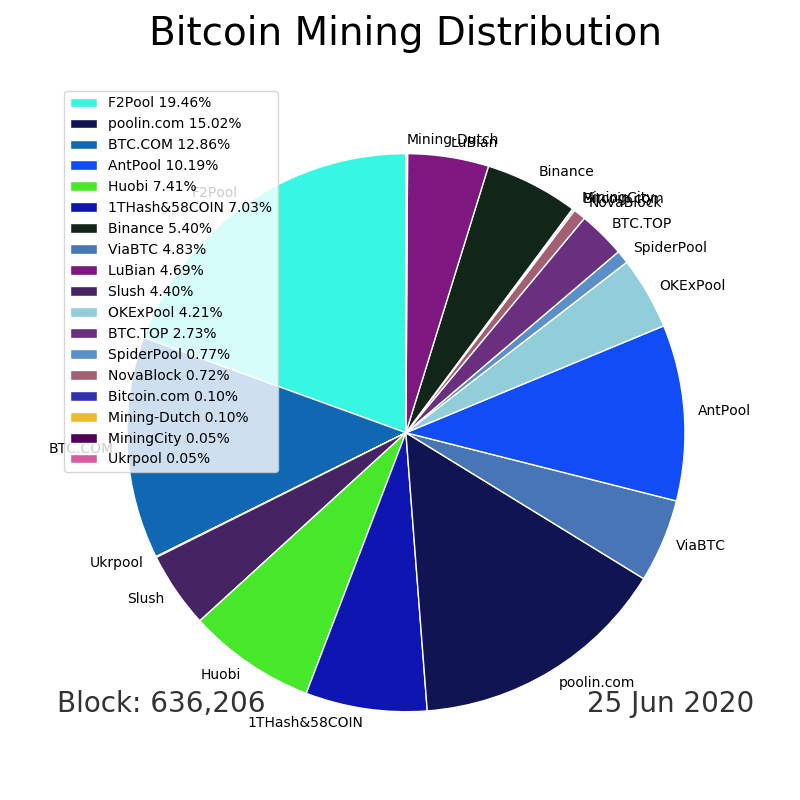 Bitcoin Mining Distribution
F2Pool 19.46%
poolin.com 15.02%
BTC.COM 12.86%
AntPool 10.19%
Huobi 7.41%
1THash&58COIN 7.03%
Binance 5.40%
ViaBTC 4.83%
LuBian 4.69%
Slush 4.40%
OKExPool 4.21%
BTC.TOP 2.73%
SpiderPool 0.77%
NovaBlock 0.72%
Bitcoin.com 0.10%
Mining-Dutch 0.10%
MiningCity 0.05%
Ukrpool 0.05%
Mining-Dutch
LuBian
Binance
MiningCity
Bitcoin.com
NovaBlock
BTC.TOP
SpiderPool
OKExPool
AntPool
ViaBTC
poolin.com
1THash&58COIN
Huobi
Slush
Ukrpool
BTC.COM
F2Pool
Block: 636,206
25 Jun 2020